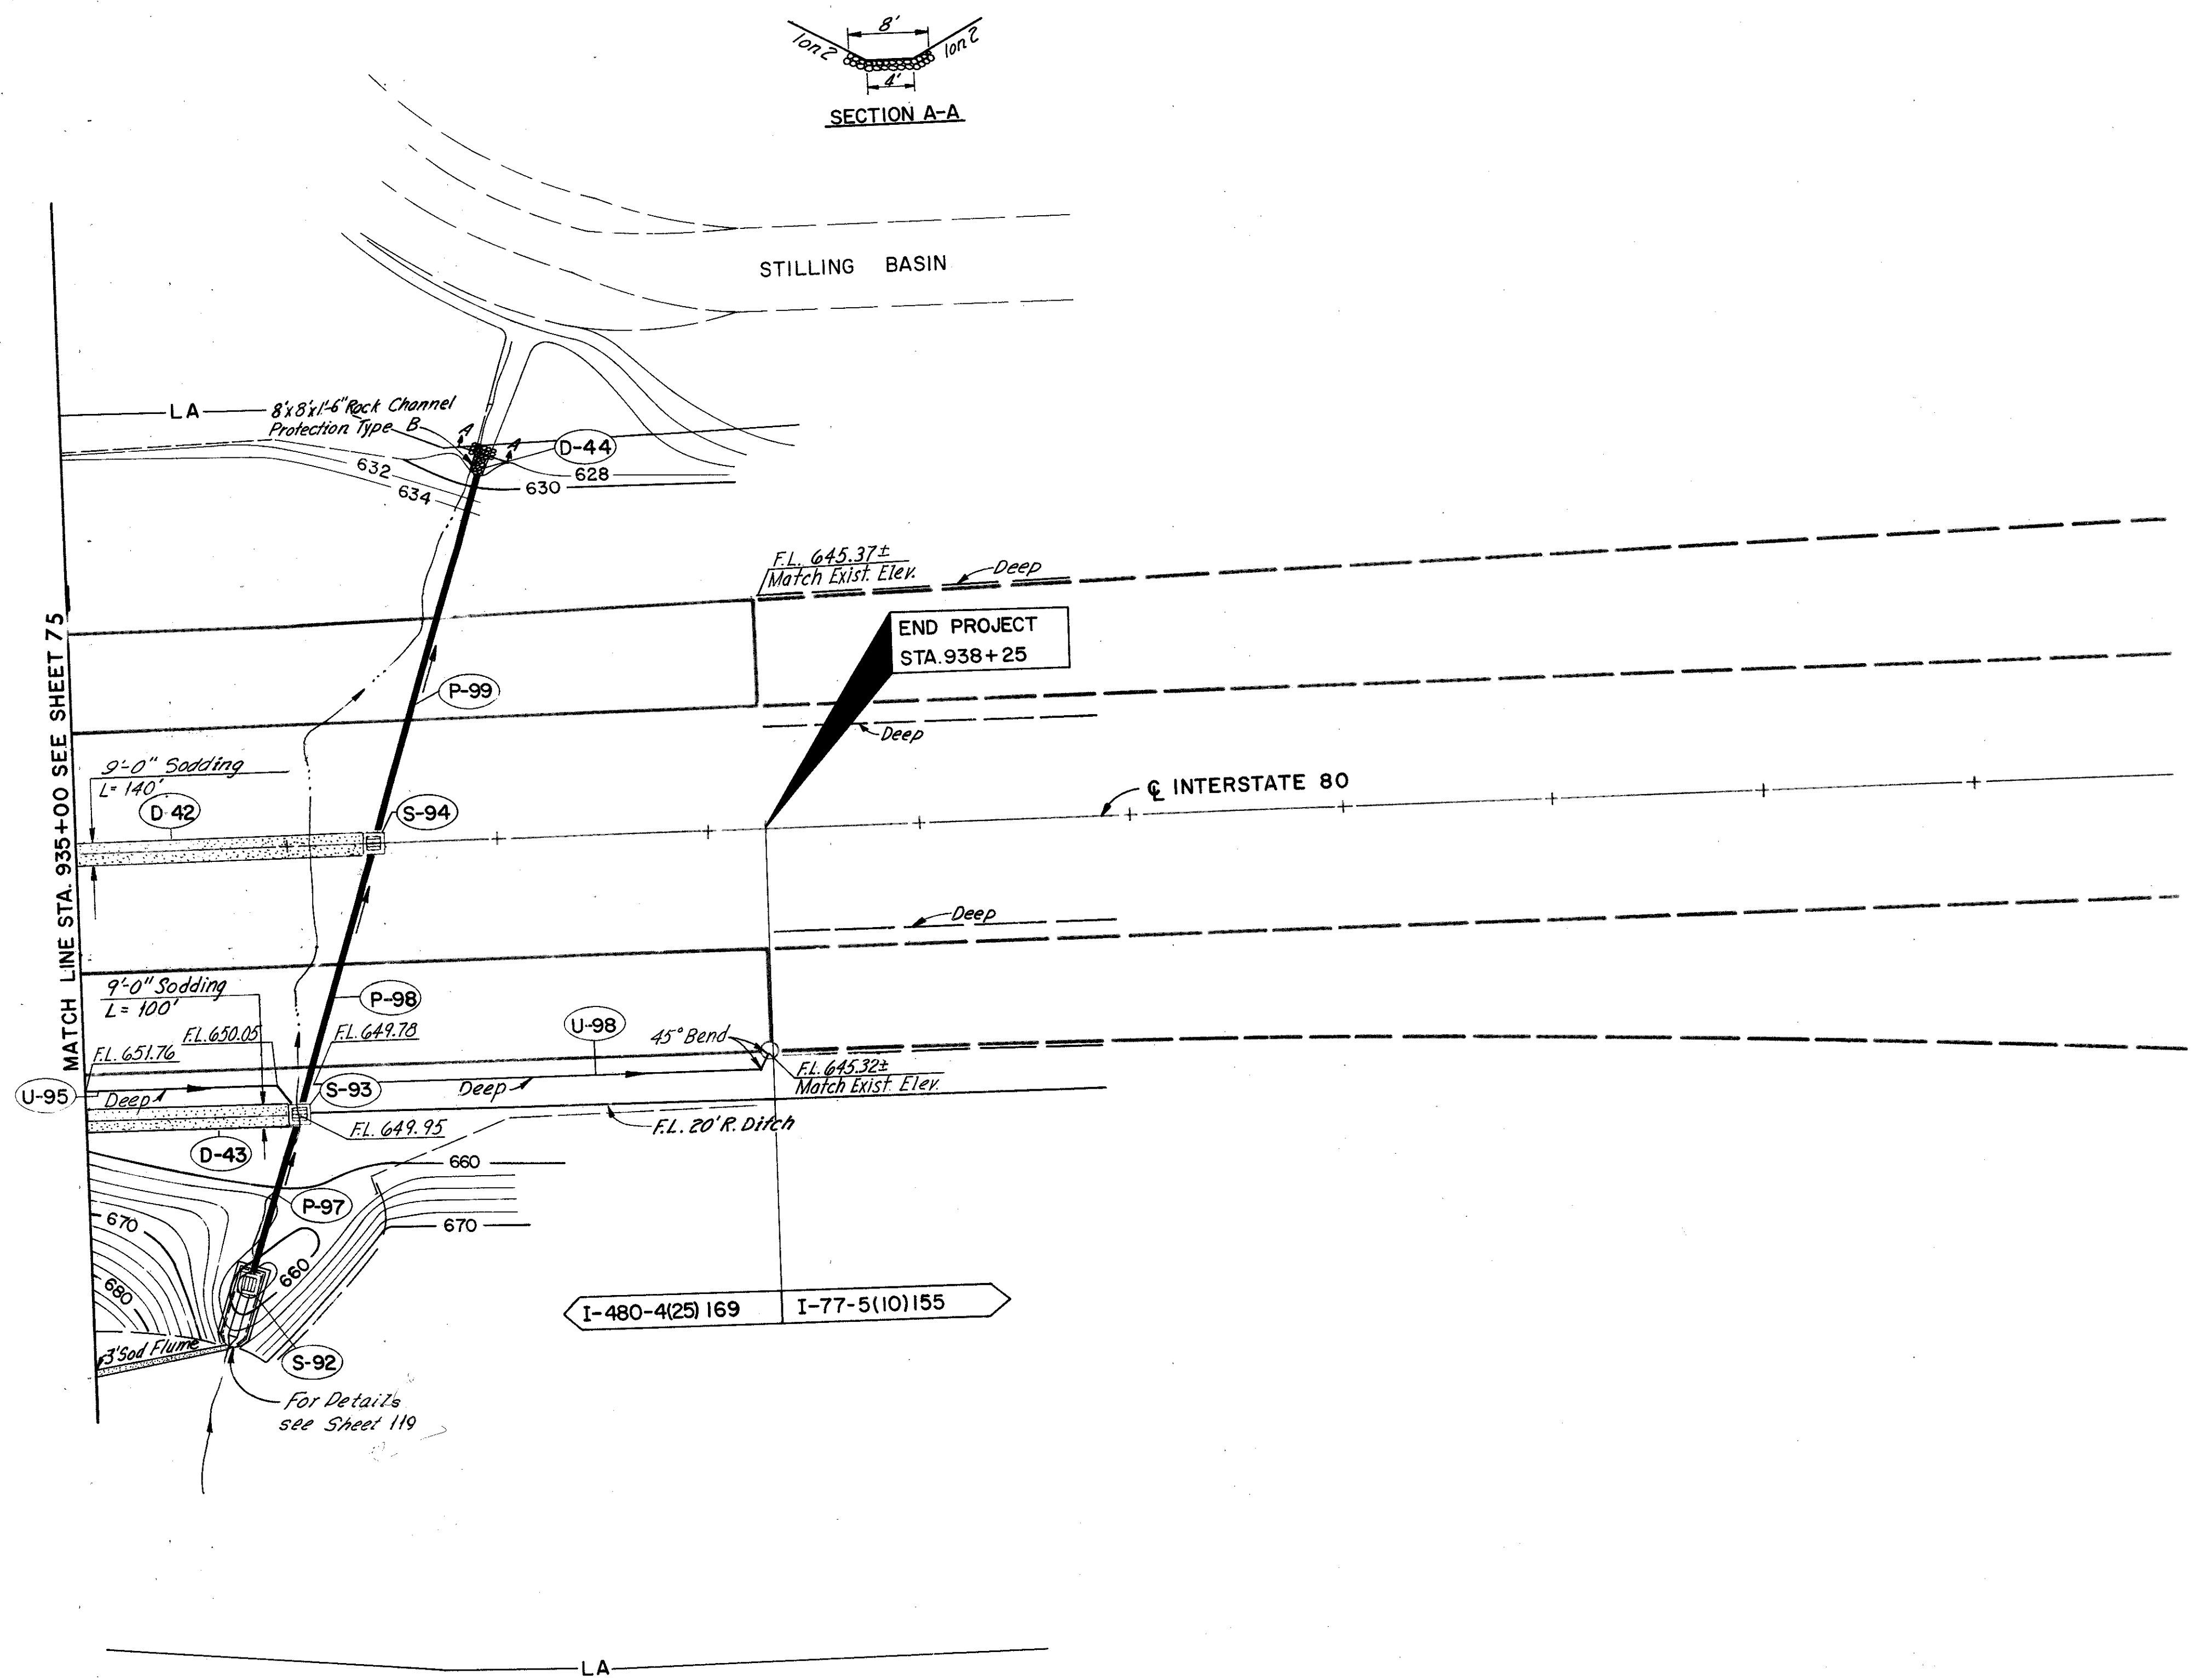 8'
1on2
1on2
4'
SECTION A-A
STILLING BASIN
LA
8'x8'x1'-6" Rock Channel
Protection Type B
A
A
D-44
632
628
634
630
F.L. 645.37±
Match Exist. Elev.
Deep
END PROJECT
STA. 938+25
P-99
Deep
MATCH LINE STA. 935+00 SEE SHEET 75
9'-0" Sodding
L= 140'
D-42
S-94
℄ INTERSTATE 80
Deep
9'-0" Sodding
L= 100'
P-98
F.L. 650.05
F.L. 649.78
U-98
45° Bend
F.L. 651.76
F.L. 645.32±
Match Exist. Elev.
U-95
Deep
S-93
Deep
F.L. 649.95
F.L. 20' R. Ditch
D-43
660
P-97
670
670
660
680
I-480-4(25)169
I-77-5(10)155
3' Sod Flume
S-92
For Details
see Sheet 119
LA